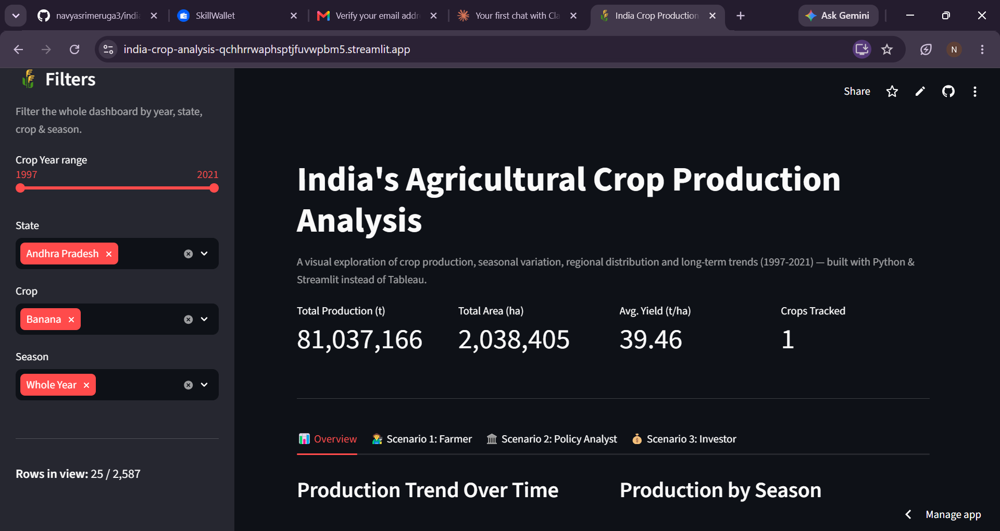 navyasrimeruga3/indi
SkillWallet
Verify your email addr
Your first chat with Cla
India Crop Production
Ask Gemini
india-crop-analysis-qchhrrwaphsptjfuvwpbm5.streamlit.app
N
Filters
Filter the whole dashboard by year, state,
crop & season.
Crop Year range
1997
2021
State
Andhra Pradesh
Crop
Banana
Season
Whole Year
Rows in view: 25 / 2,587
Share
India's Agricultural Crop Production
Analysis
A visual exploration of crop production, seasonal variation, regional distribution and long-term trends (1997-2021) — built with Python &
Streamlit instead of Tableau.
Total Production (t)
81,037,166
Total Area (ha)
2,038,405
Avg. Yield (t/ha)
39.46
Crops Tracked
1
Overview
Scenario 1: Farmer
Scenario 2: Policy Analyst
Scenario 3: Investor
Production Trend Over Time
Production by Season
Manage app